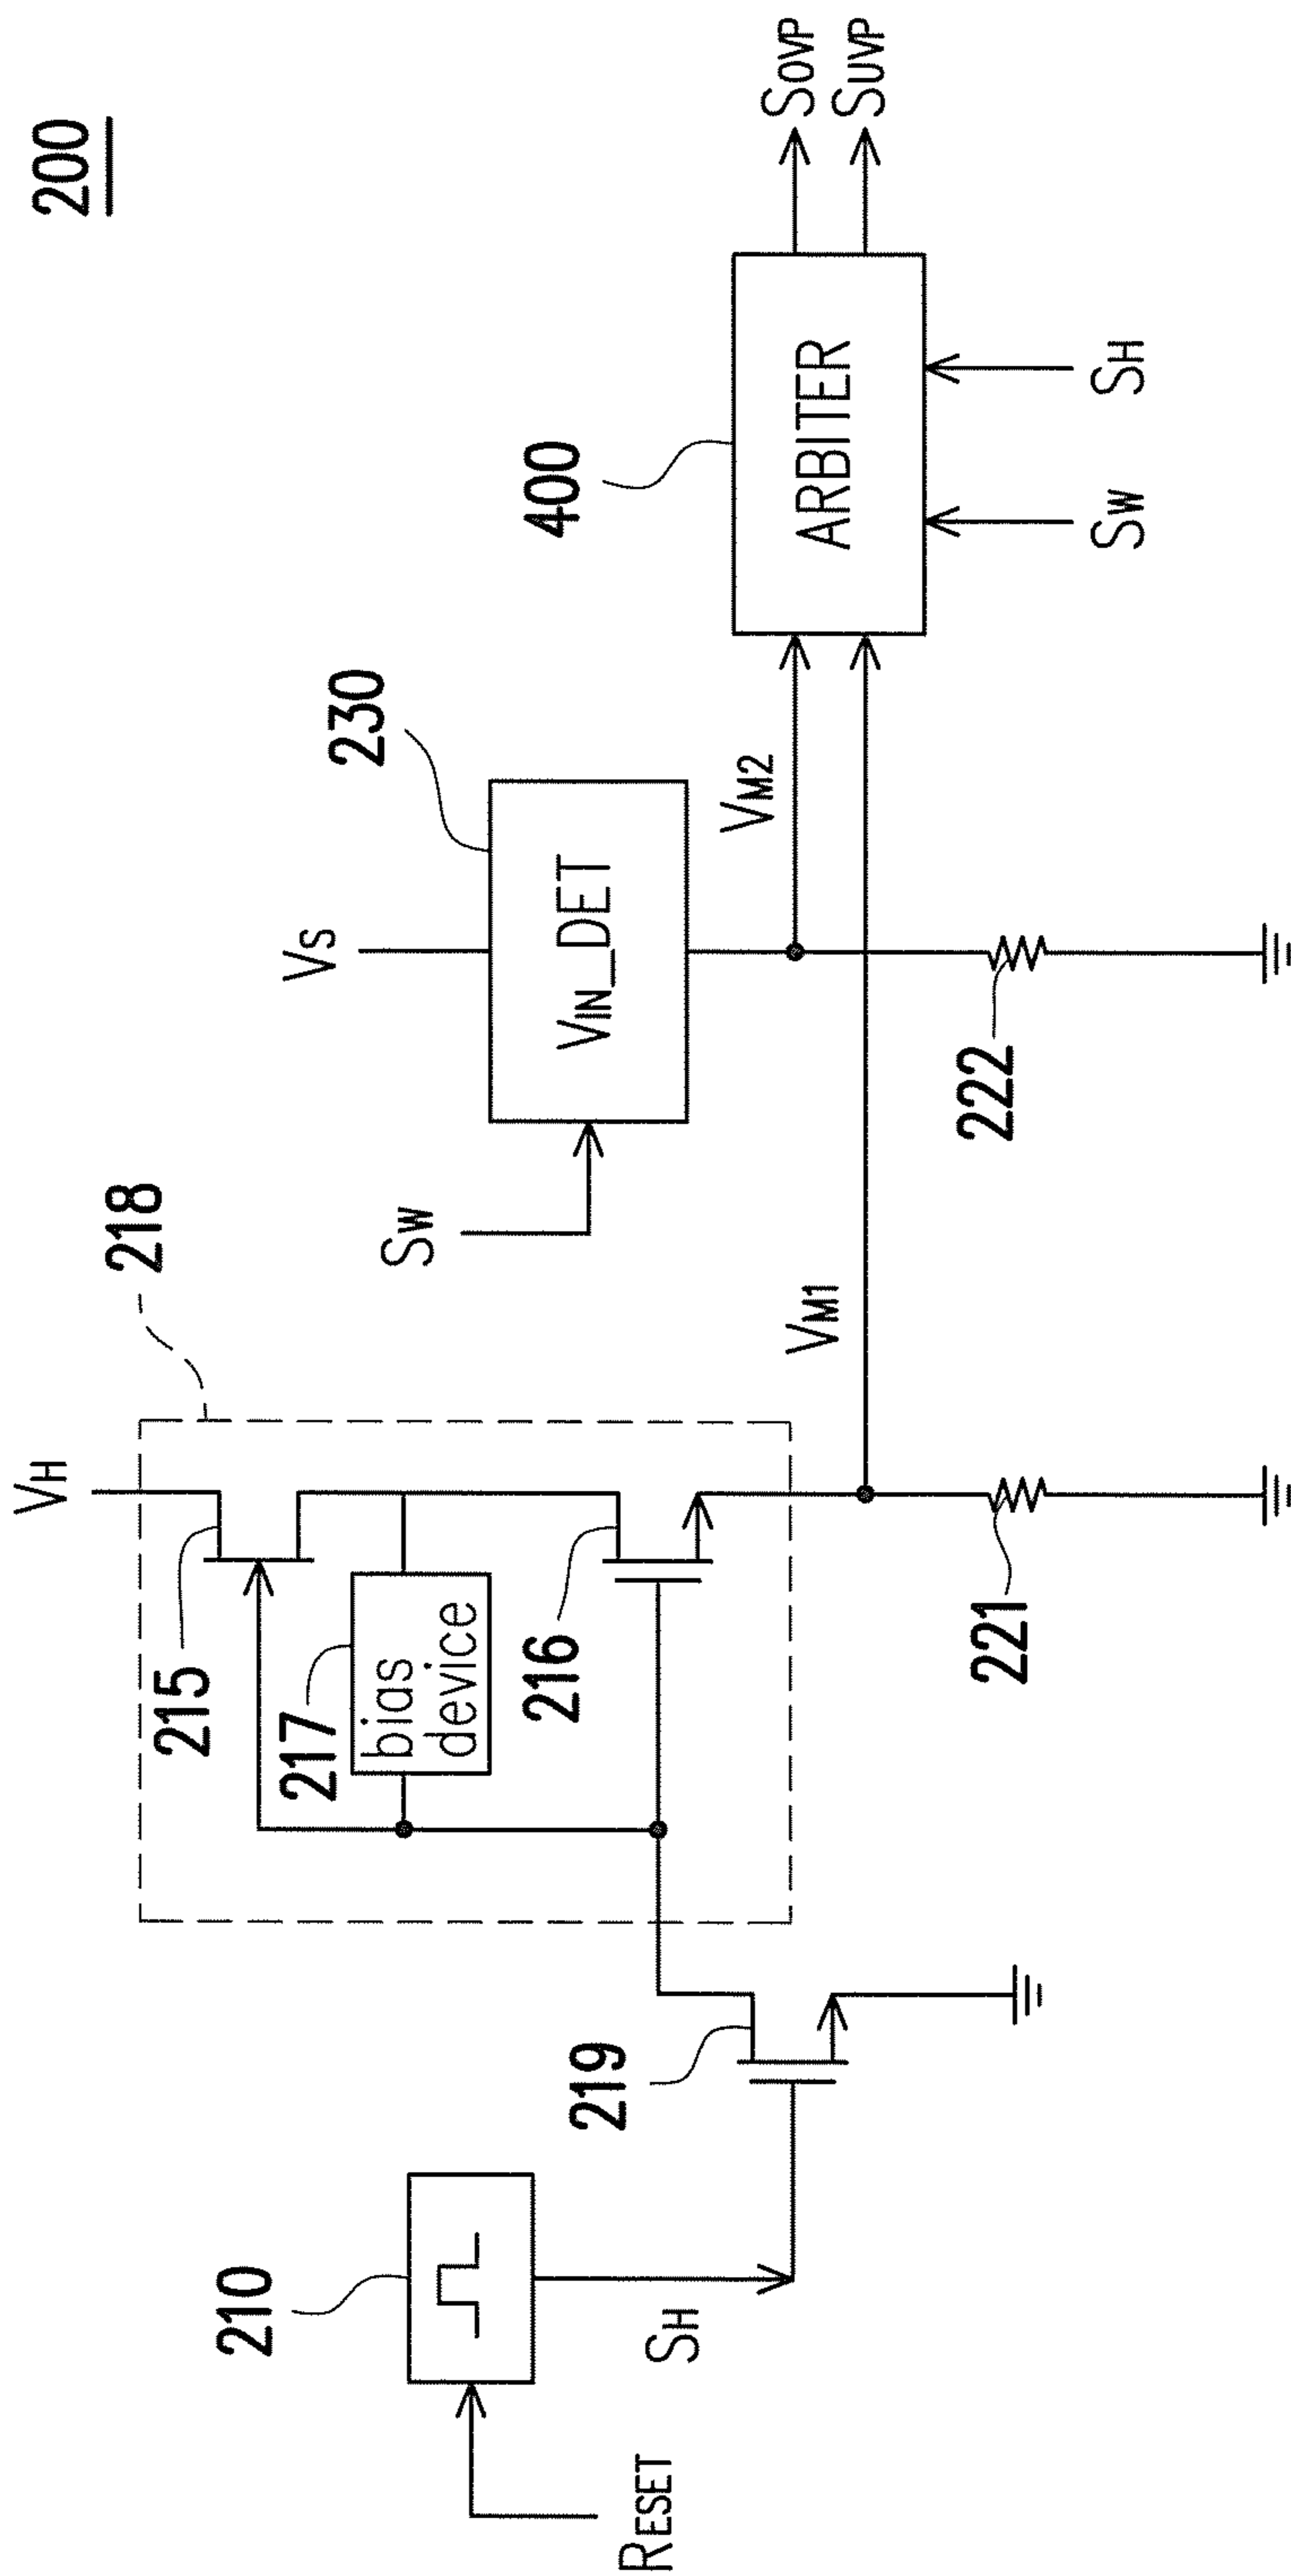 200
VH
218
215
217
bias
device
216
VS
230
SW
VIN_DET
VM2
VM1
400
ARBITER
SOVP
SUVP
SW
SH
210
219
SH
RESET
221
222